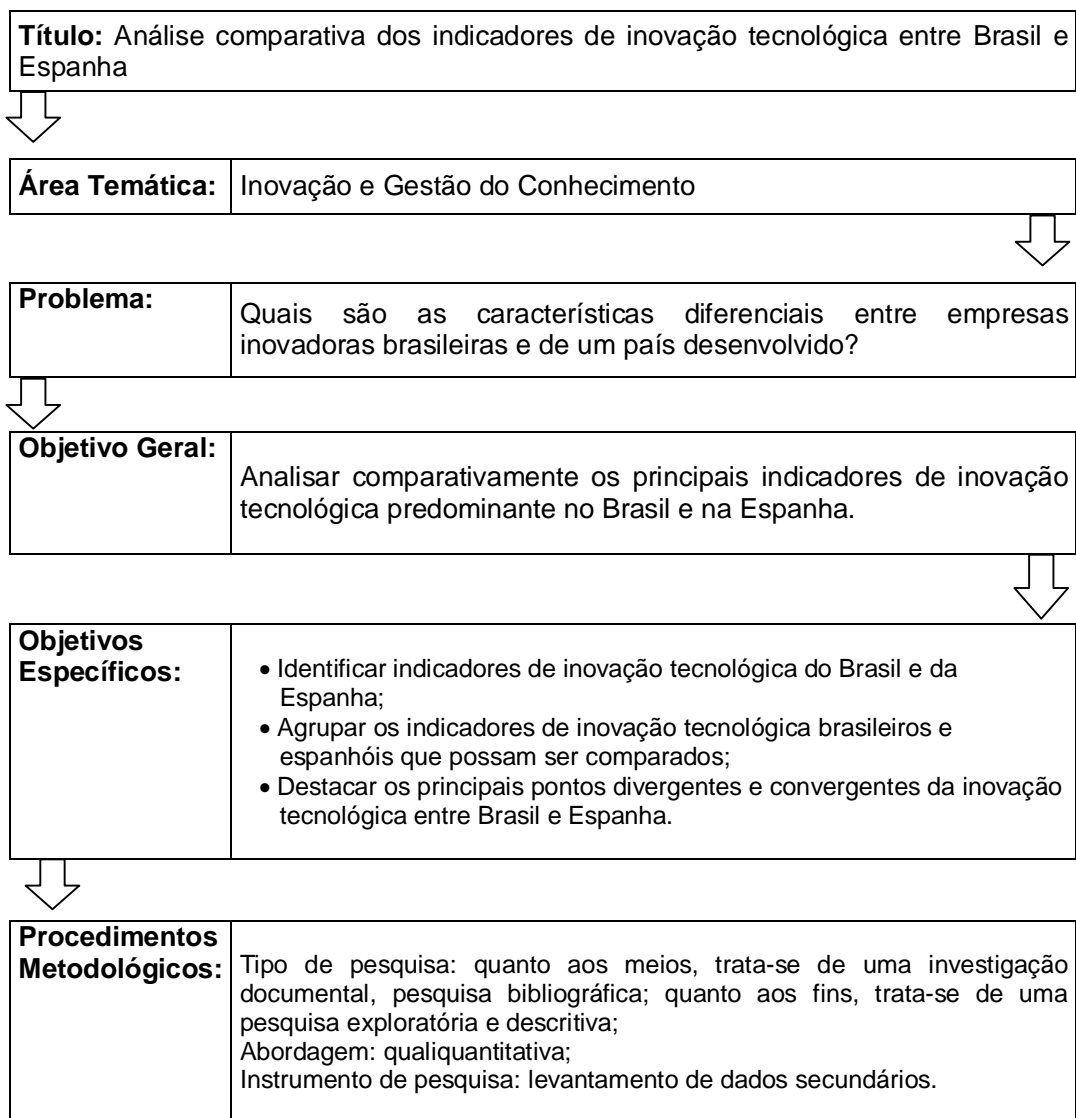 Título: Análise comparativa dos indicadores de inovação tecnológica entre Brasil e
Espanha
Área Temática: Inovação e Gestão do Conhecimento
Problema:
Quais são as características diferenciais entre empresas
inovadoras brasileiras e de um país desenvolvido?
Objetivo Geral:
Analisar comparativamente os principais indicadores de inovação
tecnológica predominante no Brasil e na Espanha.
Objetivos
Específicos:
• Identificar indicadores de inovação tecnológica do Brasil e da
Espanha;
• Agrupar os indicadores de inovação tecnológica brasileiros e
espanhóis que possam ser comparados;
• Destacar os principais pontos divergentes e convergentes da inovação
tecnológica entre Brasil e Espanha.
Procedimentos
Metodológicos:
Tipo de pesquisa: quanto aos meios, trata-se de uma investigação
documental, pesquisa bibliográfica; quanto aos fins, trata-se de uma
pesquisa exploratória e descritiva;
Abordagem: qualiquantitativa;
Instrumento de pesquisa: levantamento de dados secundários.